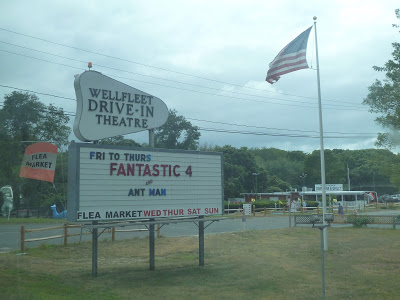 WELLFLEET
DRIVE-IN
THEATRE
FLEA
MARKET
FRI TO THURS
FANTASTIC 4
ANT MAN
FLEA MARKET WED THUR SAT SUN